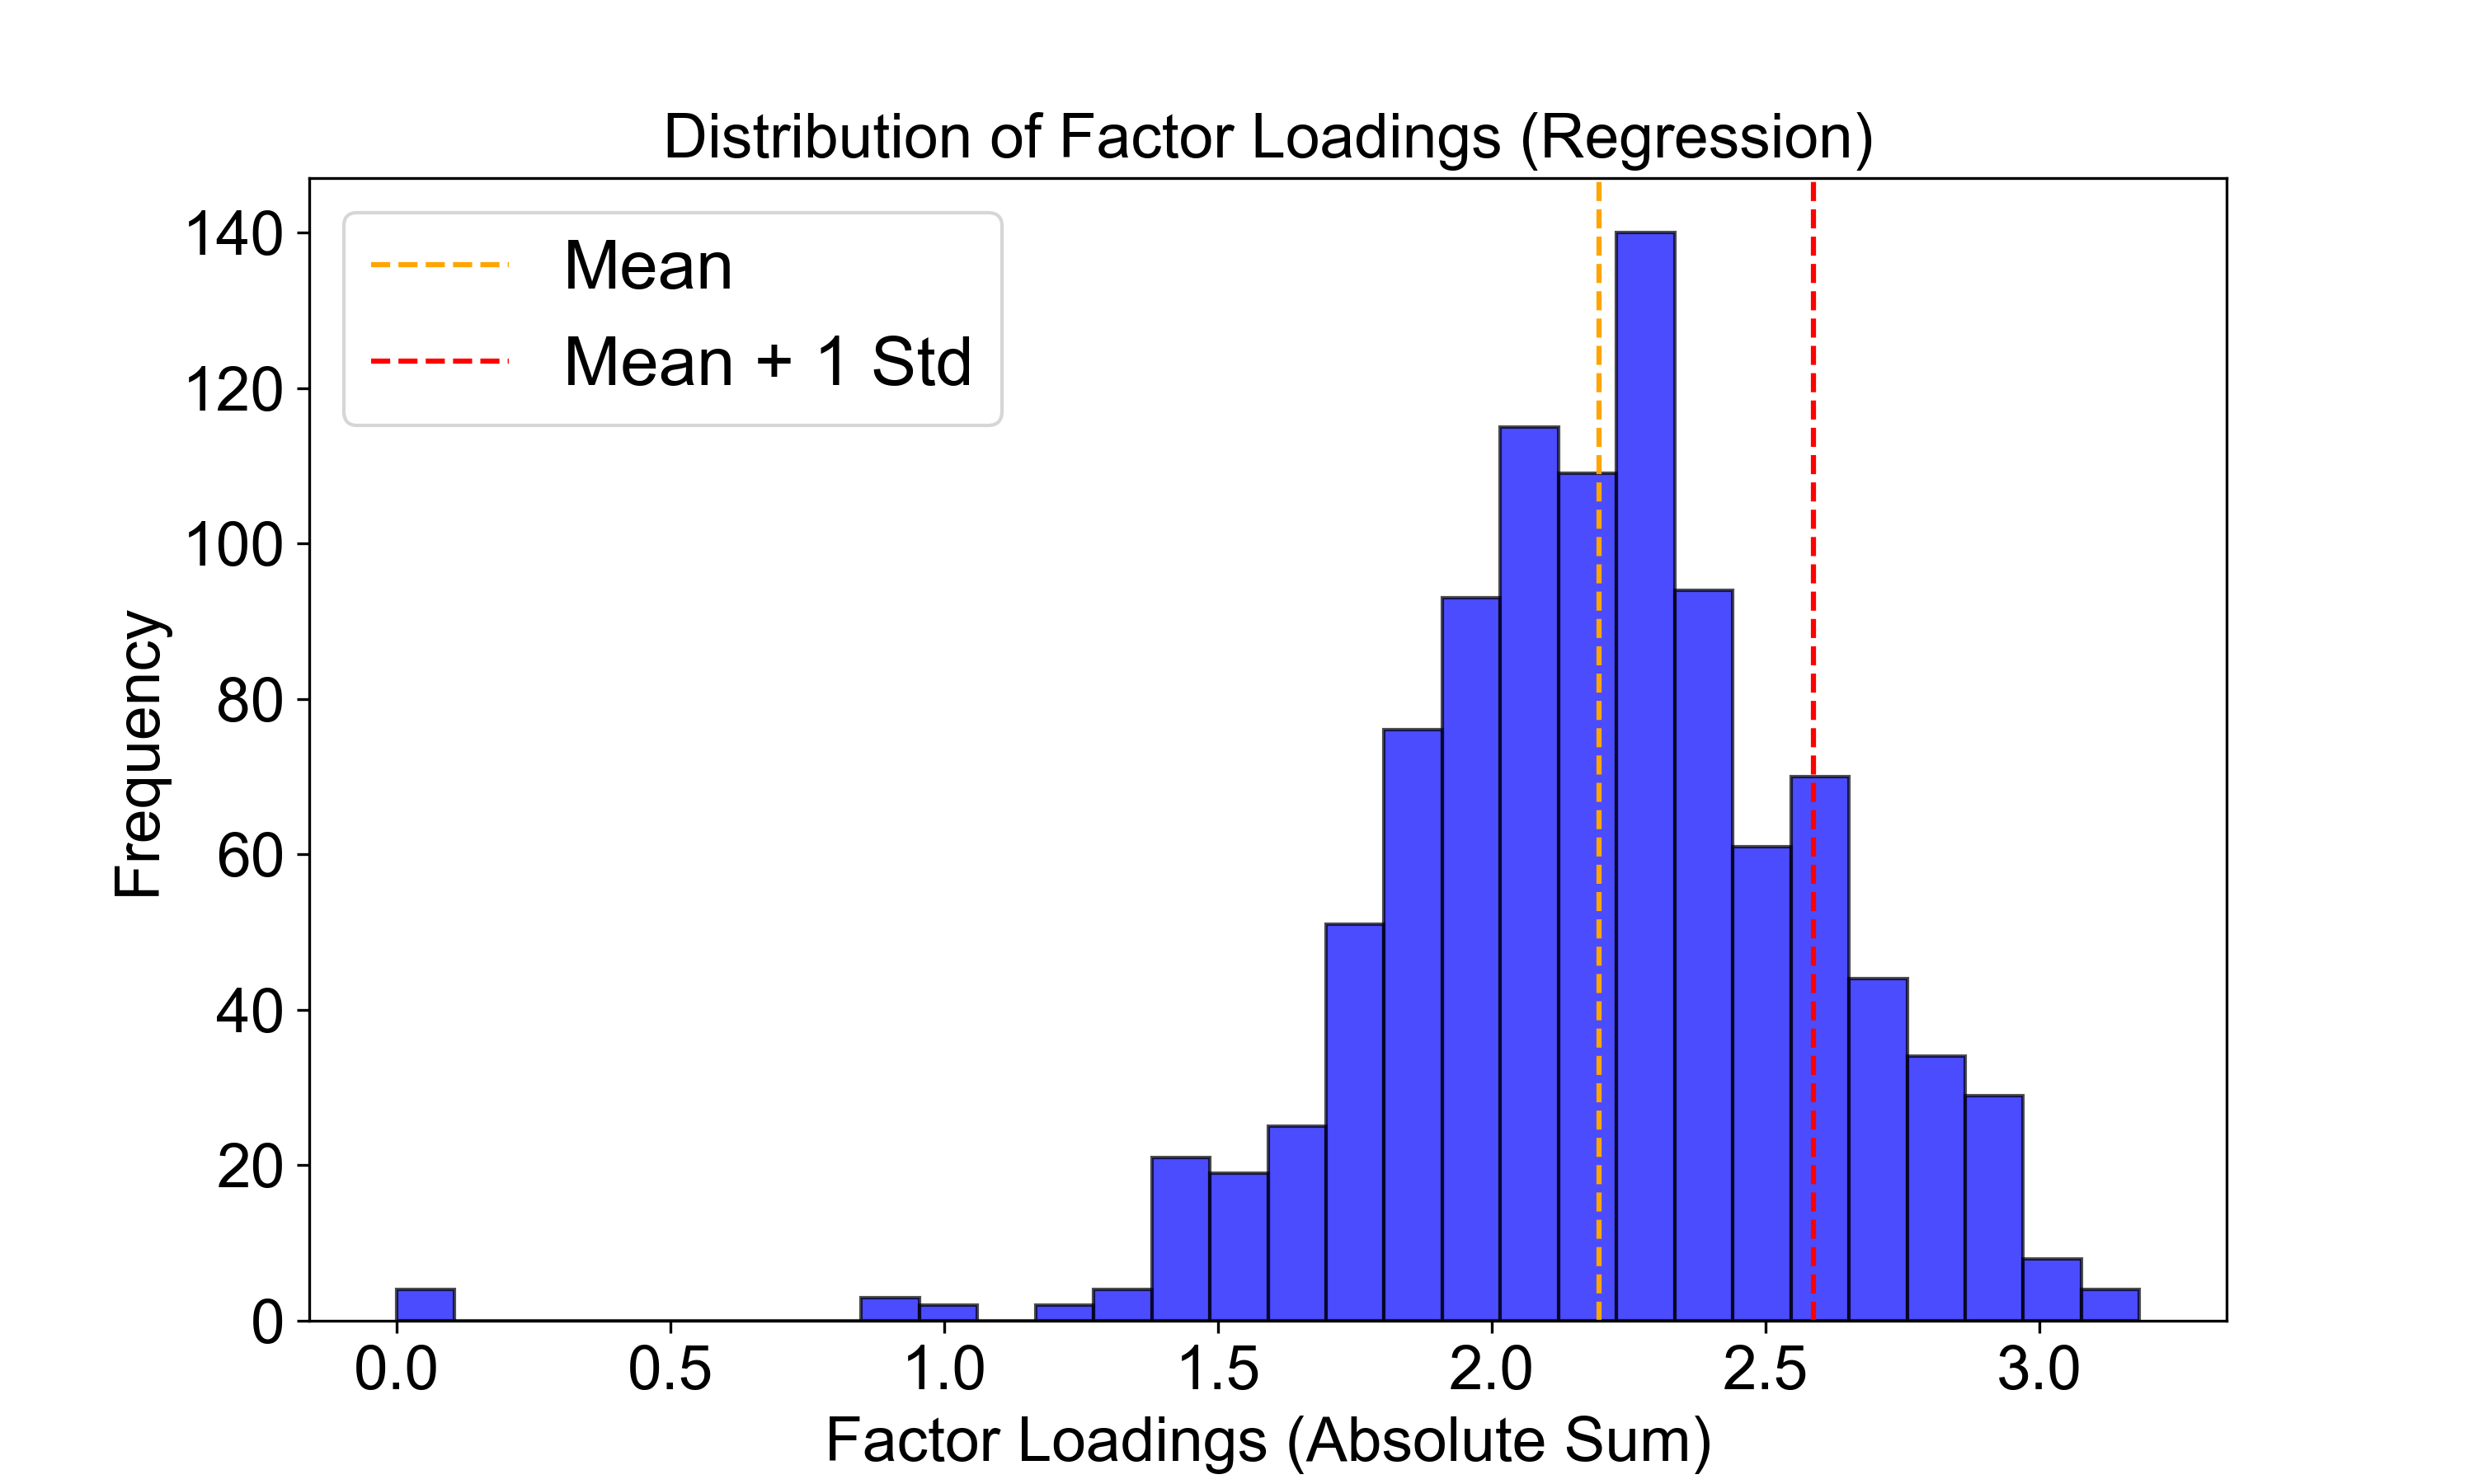 Distribution of Factor Loadings (Regression)
Mean
Mean + 1 Std
140
120
100
80
60
40
20
0
Frequency
0.0 0.5 1.0 1.5 2.0 2.5 3.0
Factor Loadings (Absolute Sum)